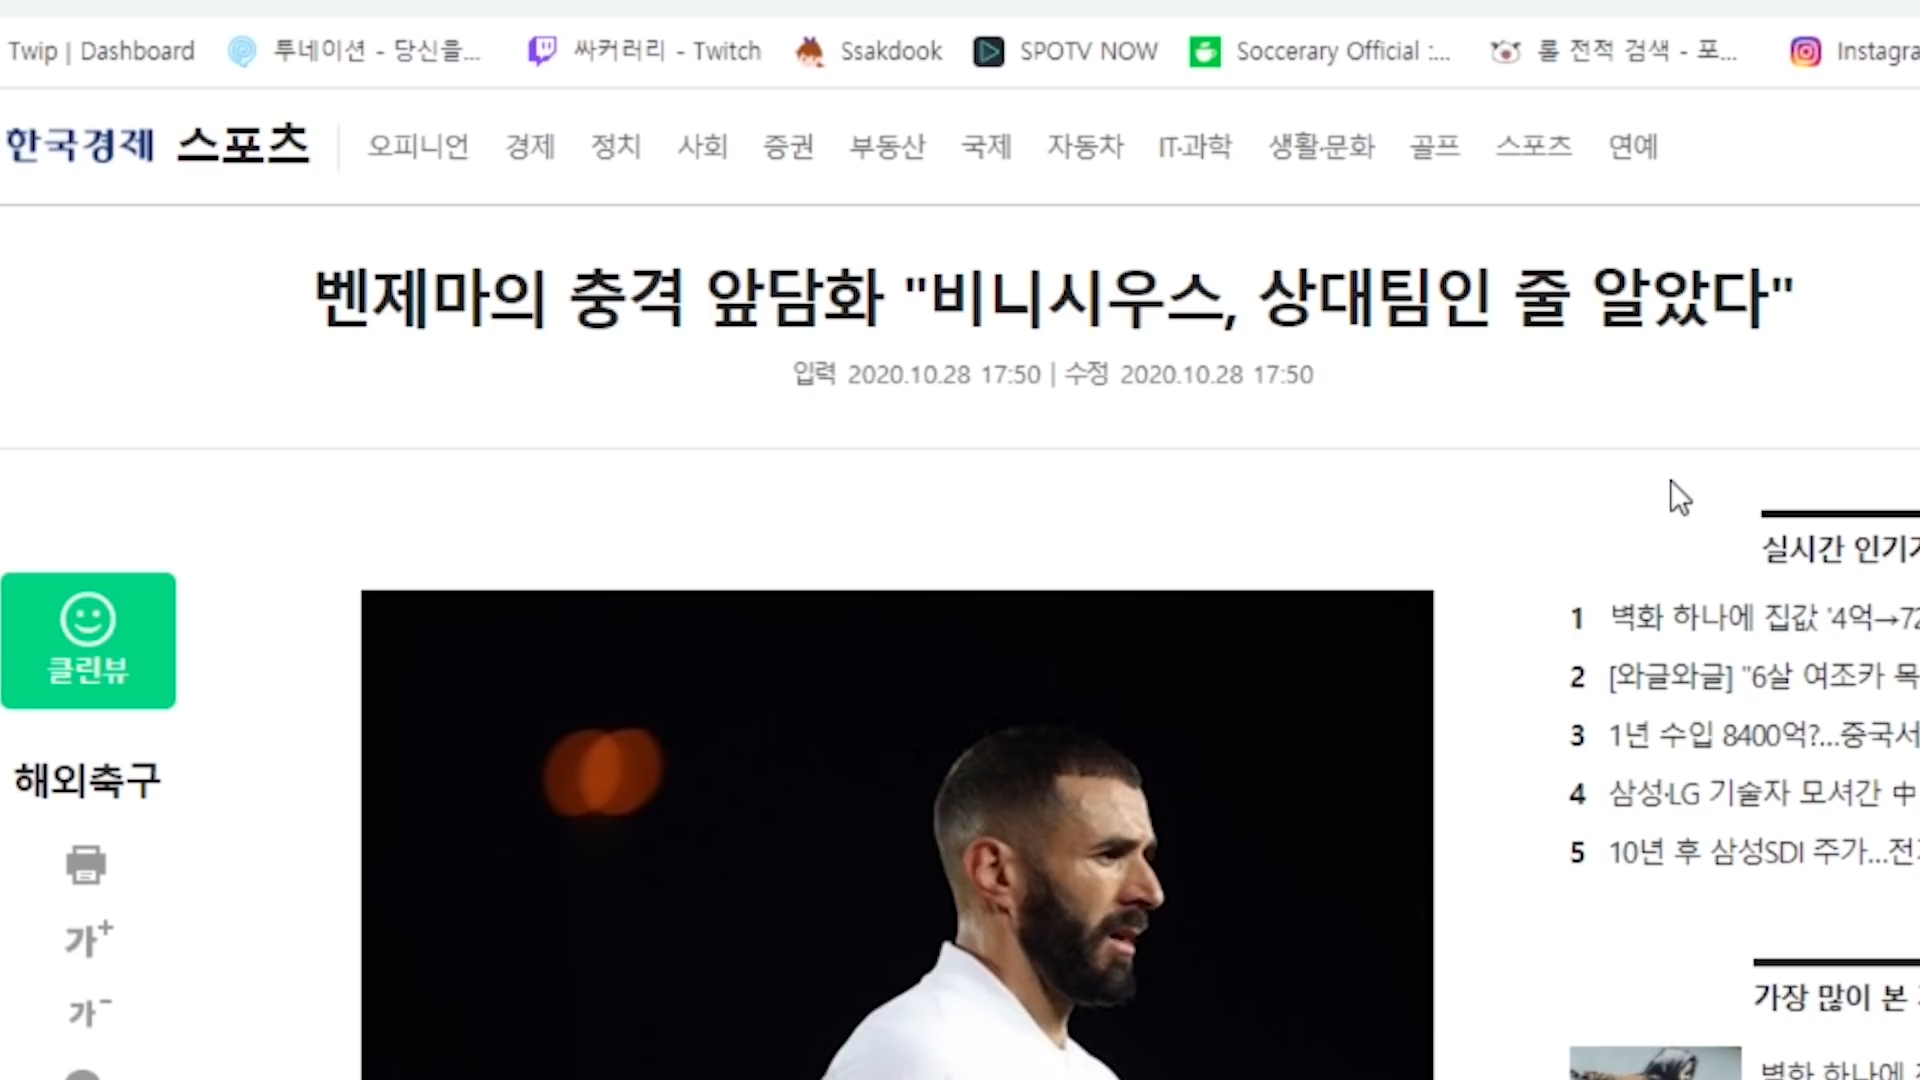 Twip | Dashboard 투네이션 - 당신을... 싸커러리 - Twitch Ssakdook SPOTV NOW Soccerary Official :... 롤 전적 검색 - 포... Instagra
한국경제 스포츠 오피니언 경제 정치 사회 증권 부동산 국제 자동차 IT·과학 생활·문화 골프 스포츠 연예
벤제마의 충격 앞담화 "비니시우스, 상대팀인 줄 알았다"
입력 2020.10.28 17:50 | 수정 2020.10.28 17:50
클린뷰
해외축구
가+
가-
실시간 인기
1 벽화 하나에 집값 '4억→72
2 [와글와글] "6살 여조카 목
3 1년 수입 8400억?...중국서
4 삼성·LG 기술자 모셔간 中
5 10년 후 삼성SDI 주가...전
가장 많이 본
벽화 하나에